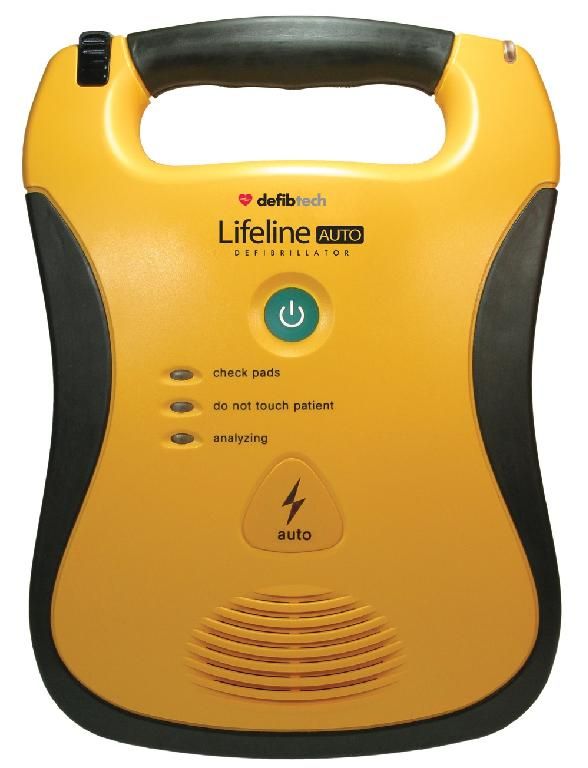 defibtech
Lifeline AUTO
DEFIBRILLATOR
check pads
do not touch patient
analyzing
auto